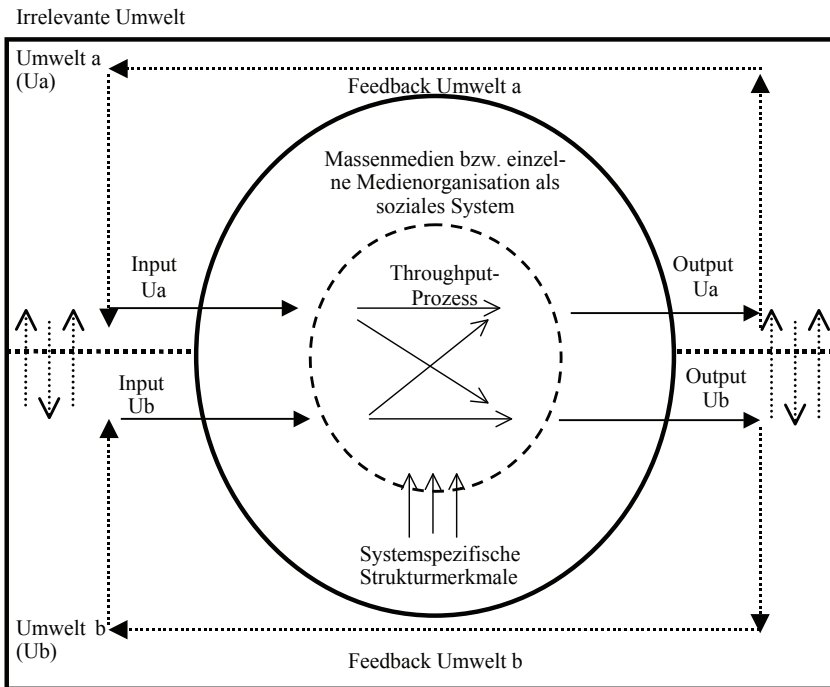 Irrelevante Umwelt
Umwelt a
(Ua)
Feedback Umwelt a
Massenmedien bzw. einzel-
ne Medienorganisation als
soziales System
Input
Ua
Throughput-
Prozess
Output
Ua
Input
Ub
Output
Ub
Systemspezifische
Strukturmerkmale
Umwelt b
(Ub)
Feedback Umwelt b